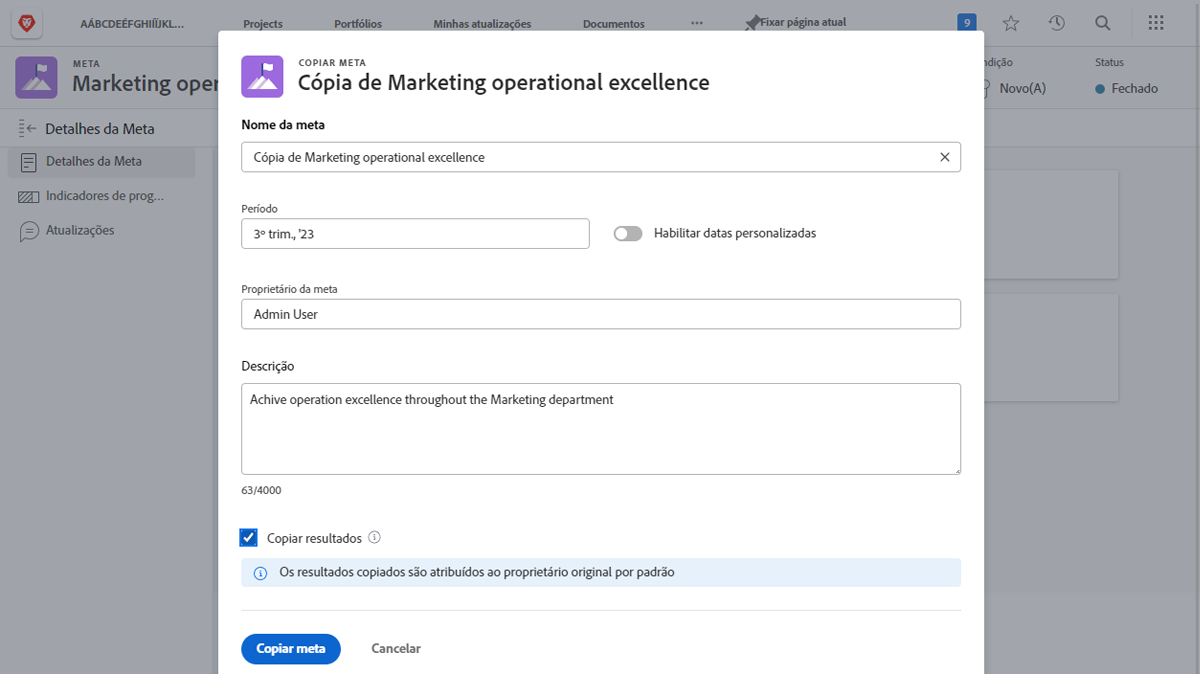 AÁBCDEÉFGHIÍÏJKL...
Projects
Portfólios
Minhas atualizações
Documentos
Fixar página atual
9
META
Marketing oper
ndição
Novo(A)
Status
Fechado
Detalhes da Meta
Detalhes da Meta
Indicadores de prog...
Atualizações
COPIAR META
Cópia de Marketing operational excellence
Nome da meta
Cópia de Marketing operational excellence
Período
3º trim., '23
Habilitar datas personalizadas
Proprietário da meta
Admin User
Descrição
Achive operation excellence throughout the Marketing department
63/4000
Copiar resultados
Os resultados copiados são atribuídos ao proprietário original por padrão
Copiar meta
Cancelar